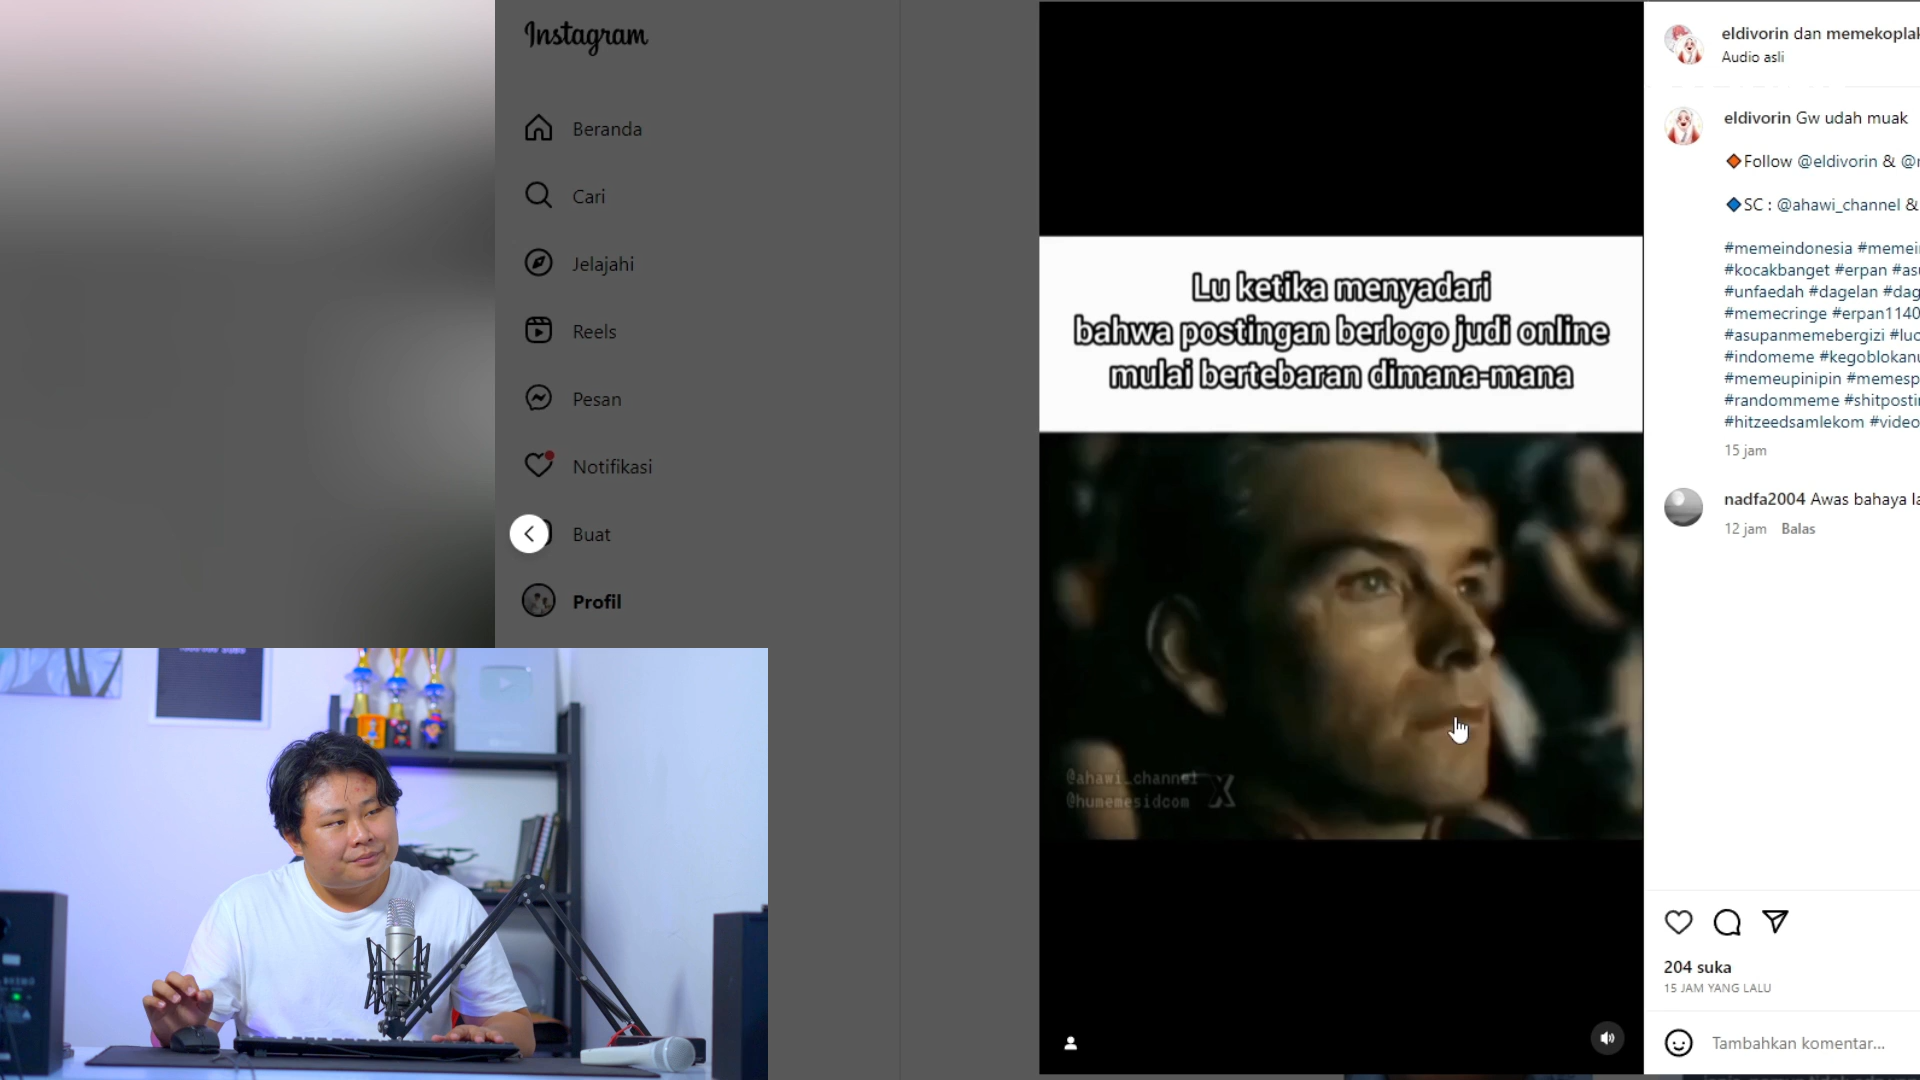 Instagram
Beranda
Cari
Jelajahi
Reels
Pesan
Notifikasi
Buat
Profil
Lu ketika menyadari
bahwa postingan berlogo judi online
mulai bertebaran dimana-mana
@ahawi_channel
@humemesidcom
eldivorin dan memekoplak
Audio asli
eldivorin Gw udah muak
Follow @eldivorin &
SC : @ahawi_channel &
#memeindonesia #memei
#kocakbanget #erpan #as
#unfaedah #dagelan #dag
#memecringe #erpan1140
#asupanmemebergizi #luc
#indomeme #kegoblokan
#memeupinipin #memesp
#randommeme #shitposti
#hitzeedsamlekom #video
15 jam
nadfa2004 Awas bahaya
12 jam Balas
204 suka
15 JAM YANG LALU
Tambahkan komentar...